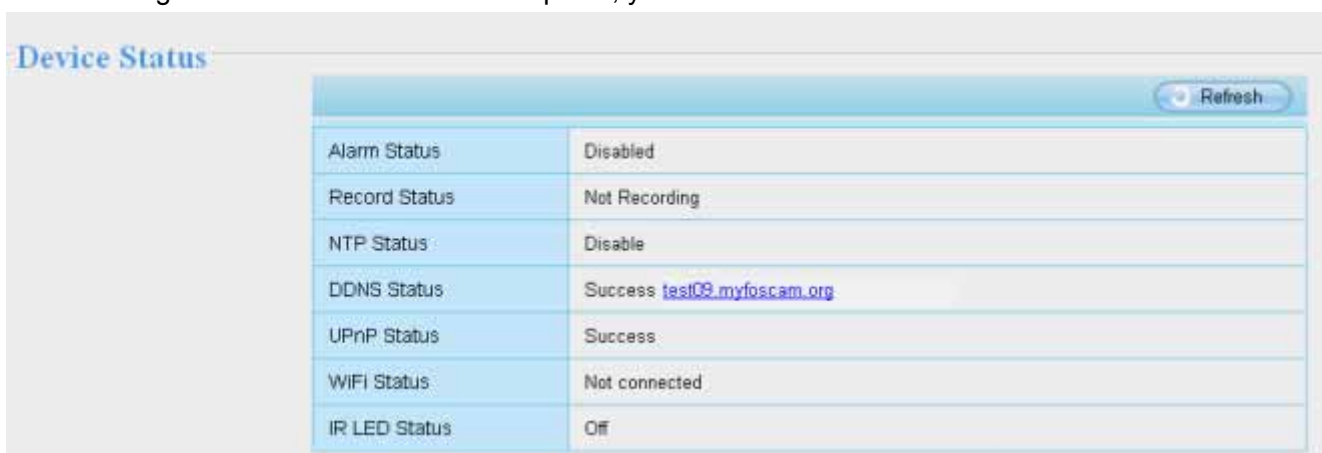 Device Status
Refresh
Alarm Status Disabled
Record Status Not Recording
NTP Status Disable
DDNS Status Success test09.myfoscam.org
UPnP Status Success
WiFi Status Not connected
IR LED Status Off